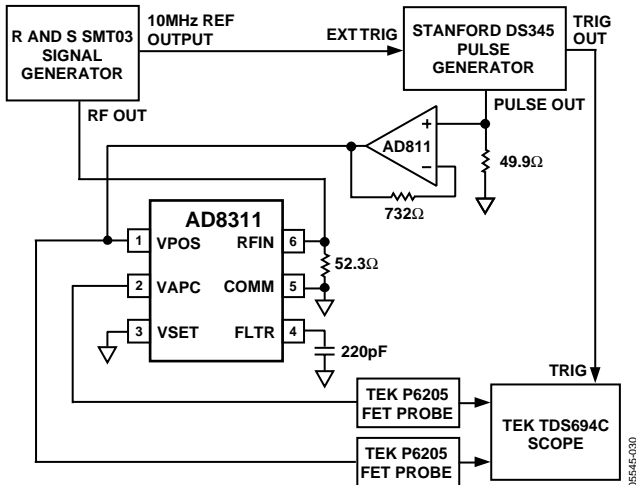 R AND S SMT03
SIGNAL
GENERATOR
10MHz REF
OUTPUT
EXT TRIG
STANFORD DS345
PULSE
GENERATOR
TRIG
OUT
RF OUT
PULSE OUT
+
AD811
–
49.9Ω
732Ω
AD8311
1
VPOS
RFIN
6
52.3Ω
2
VAPC
COMM
5
3
VSET
FLTR
4
220pF
TRIG
TEK P6205
FET PROBE
TEK TDS694C
SCOPE
TEK P6205
FET PROBE
05545-030